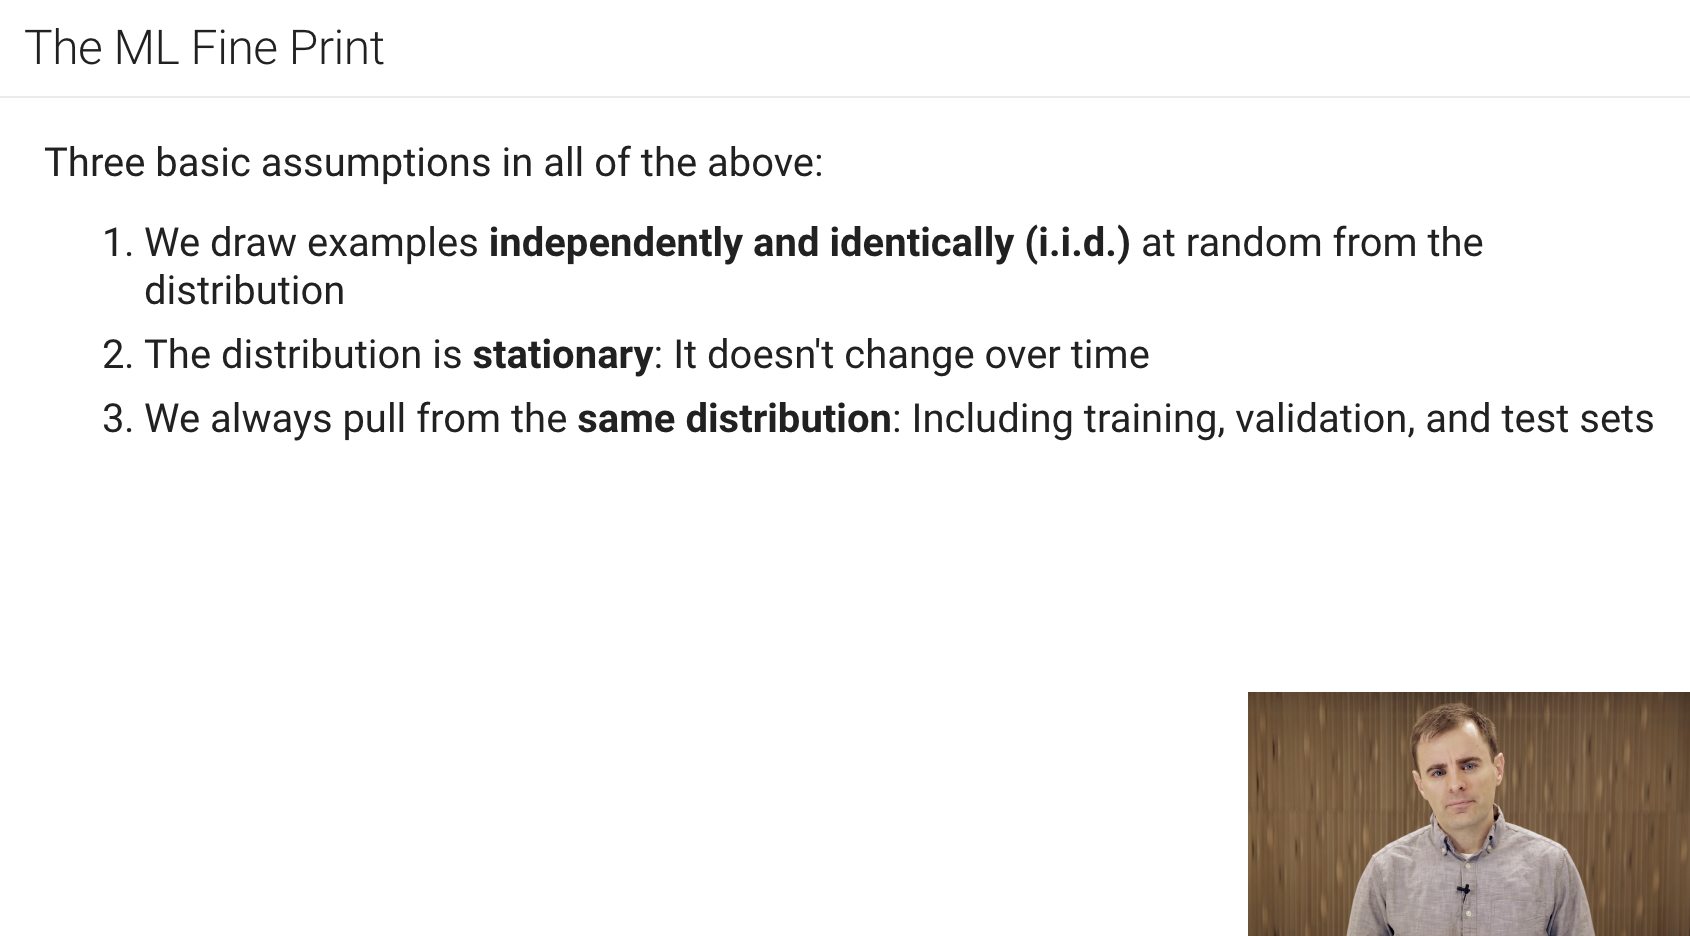 The ML Fine Print
Three basic assumptions in all of the above:
1. We draw examples independently and identically (i.i.d.) at random from the
distribution
2. The distribution is stationary: It doesn't change over time
3. We always pull from the same distribution: Including training, validation, and test sets